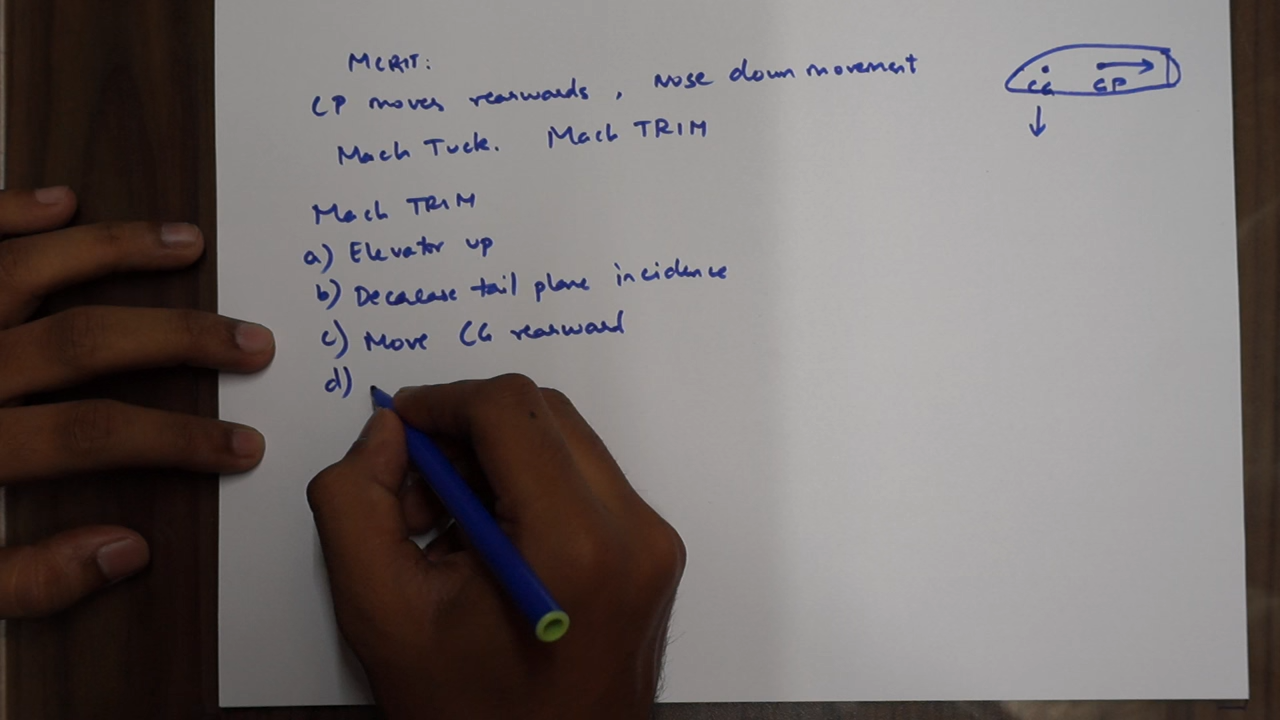 MCRIT:
CP moves rearwards, nose down movement
Mach Tuck. Mach TRIM
CG CP
Mach TRIM
a) Elevator up
b) Decrease tail plane incidence
c) Move CG rearward
d)